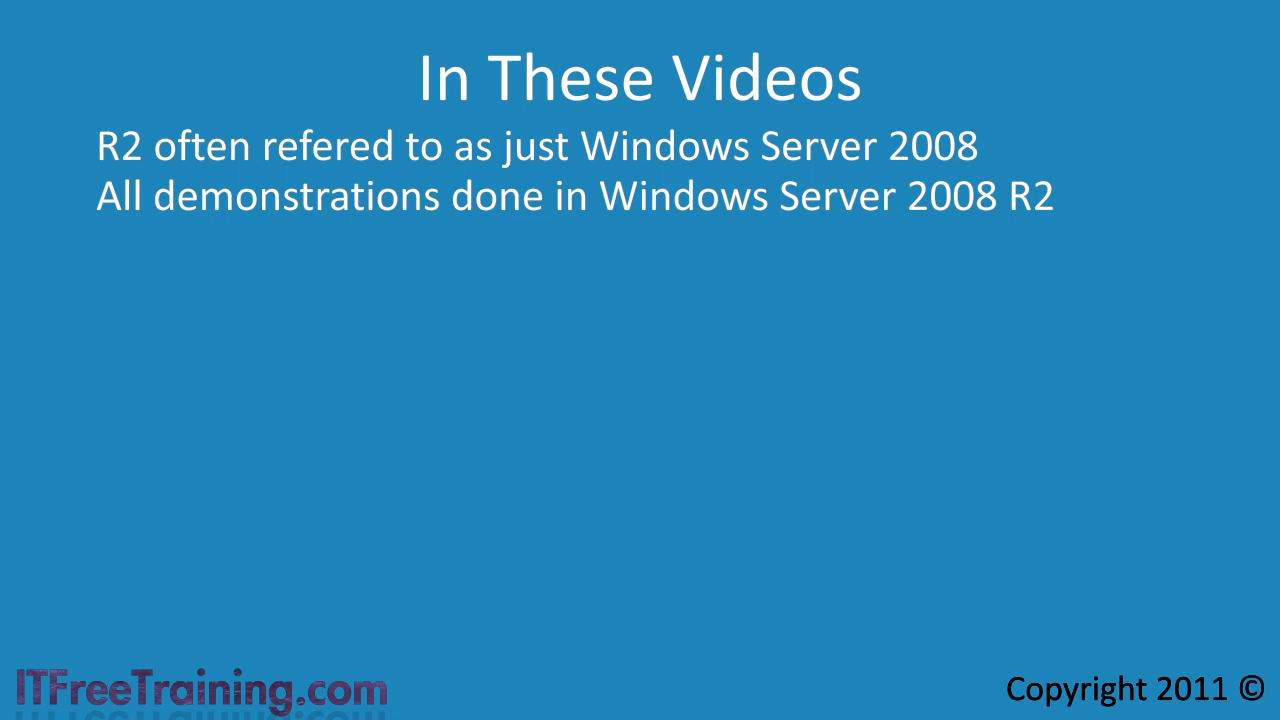 In These Videos
R2 often refered to as just Windows Server 2008
All demonstrations done in Windows Server 2008 R2
ITFreeTraining.com
Copyright 2011 ©